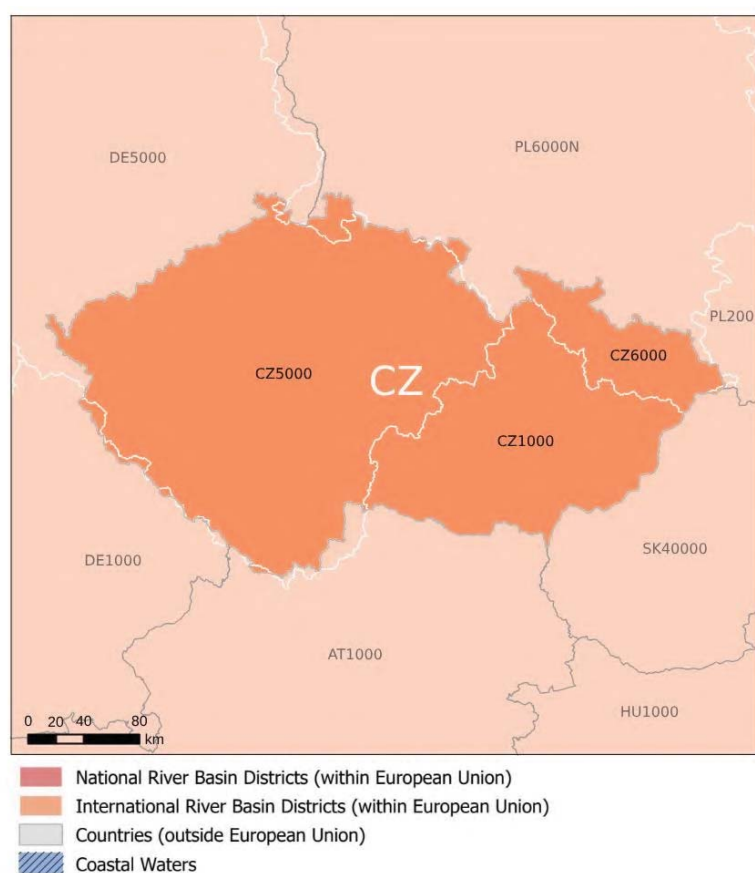 DE5000
PL6000N
PL200
CZ6000
CZ5000
CZ
CZ1000
SK40000
DE1000
AT1000
HU1000
0 20 40 80
km
National River Basin Districts (within European Union)
International River Basin Districts (within European Union)
Countries (outside European Union)
Coastal Waters